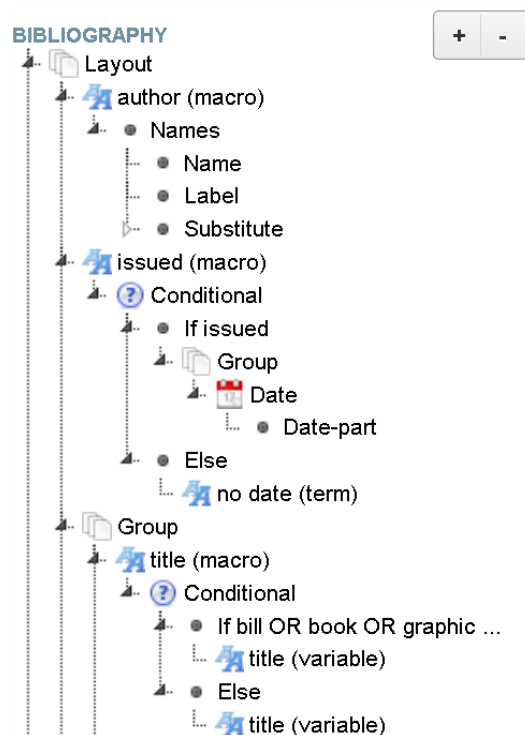 BIBLIOGRAPHY
+ -
Layout
author (macro)
Names
Name
Label
Substitute
issued (macro)
Conditional
If issued
Group
Date
Date-part
Else
no date (term)
Group
title (macro)
Conditional
If bill OR book OR graphic ...
title (variable)
Else
title (variable)